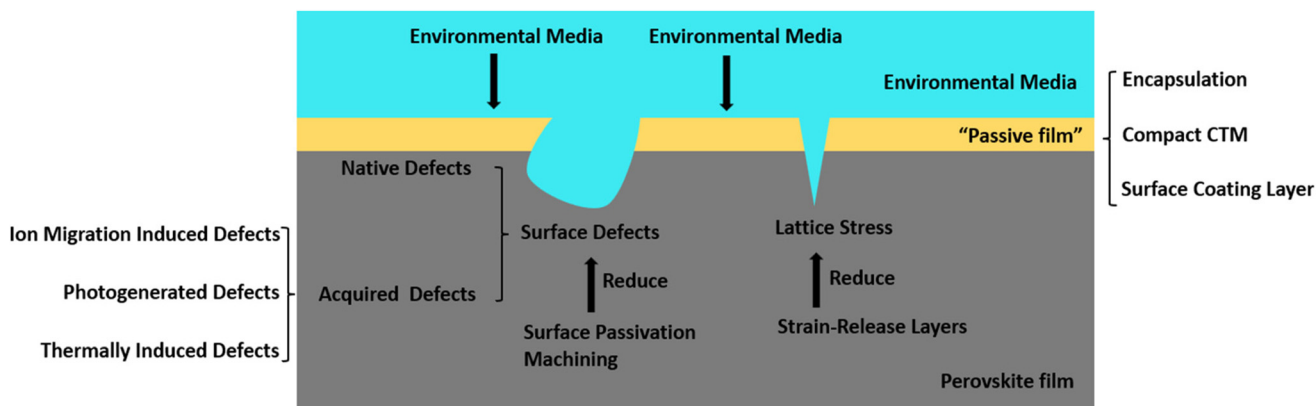 Environmental Media
Environmental Media
Environmental Media
Encapsulation
"Passive film"
Compact CTM
Native Defects
Surface Coating Layer
Ion Migration Induced Defects
Surface Defects
Lattice Stress
Photogenerated Defects
Acquired Defects
Reduce
Reduce
Thermally Induced Defects
Surface Passivation
Machining
Strain-Release Layers
Perovskite film